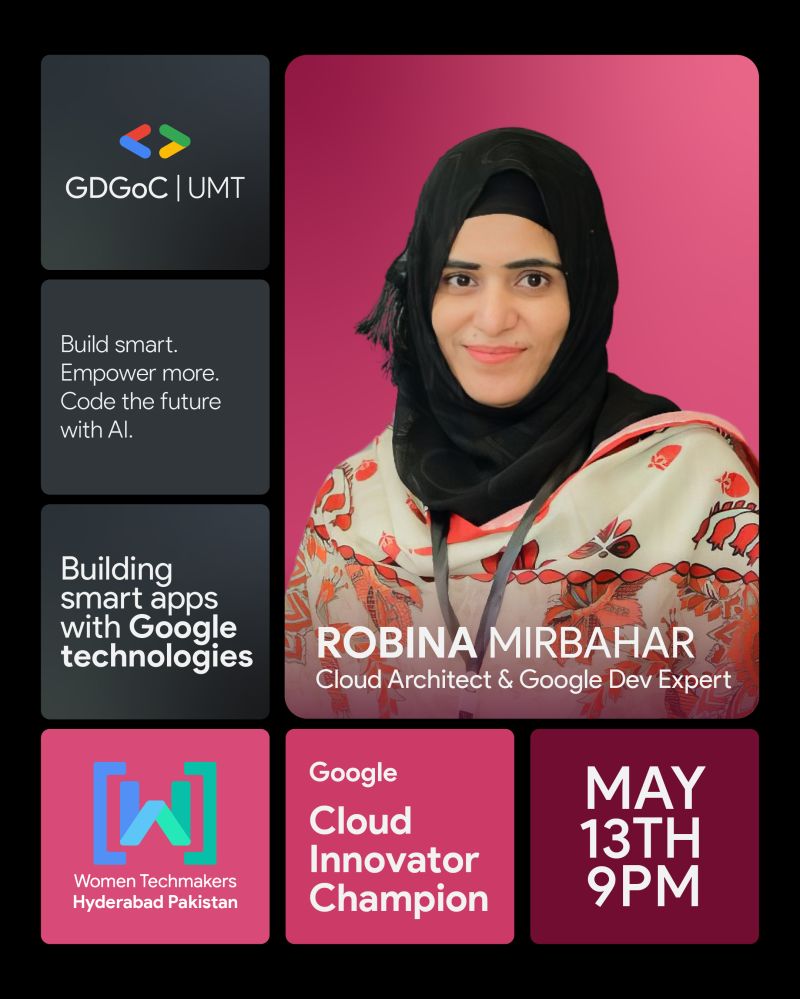 GDGoC | UMT
Build smart.
Empower more.
Code the future
with AI.
Building
smart apps
with Google
technologies
ROBINA MIRBAHAR
Cloud Architect & Google Dev Expert
Women Techmakers
Hyderabad Pakistan
Google
Cloud
Innovator
Champion
MAY
13TH
9PM